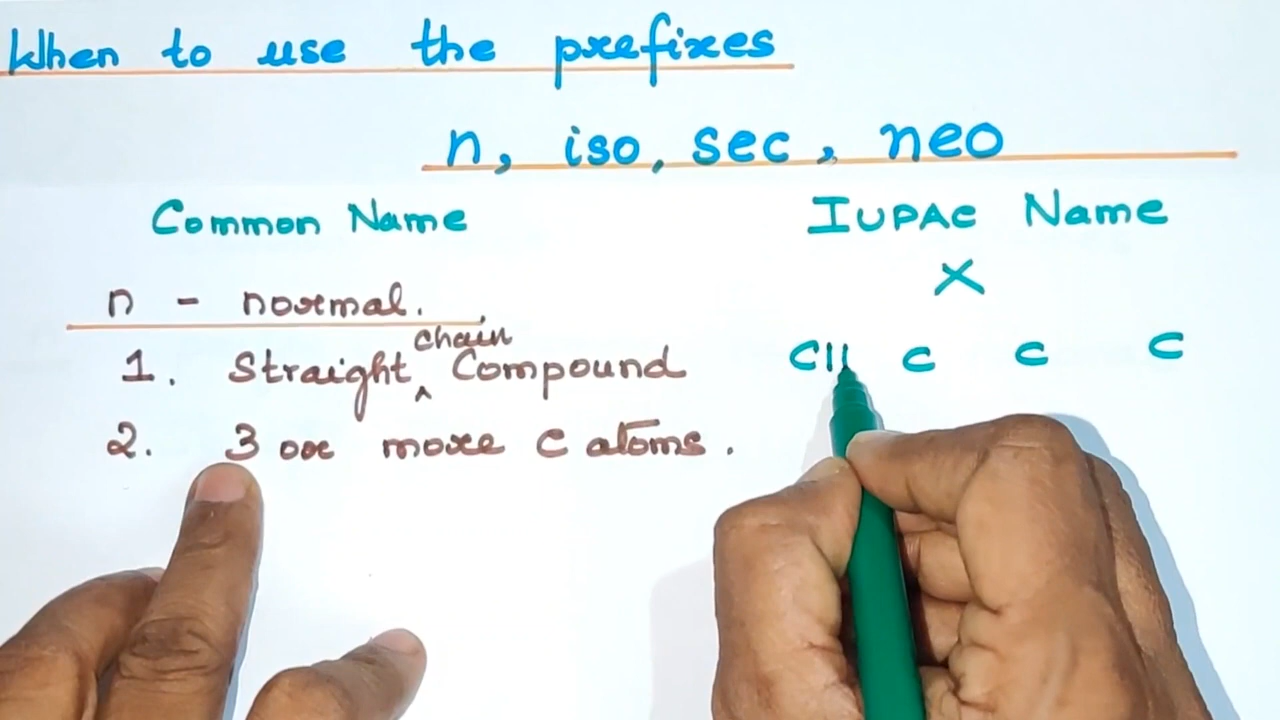 When to use the prefixes
n, iso, sec, neo
Common Name
IUPAC Name
X
n - normal.
1. Straight chain Compound
2. 3 or more C atoms.
CH C C C